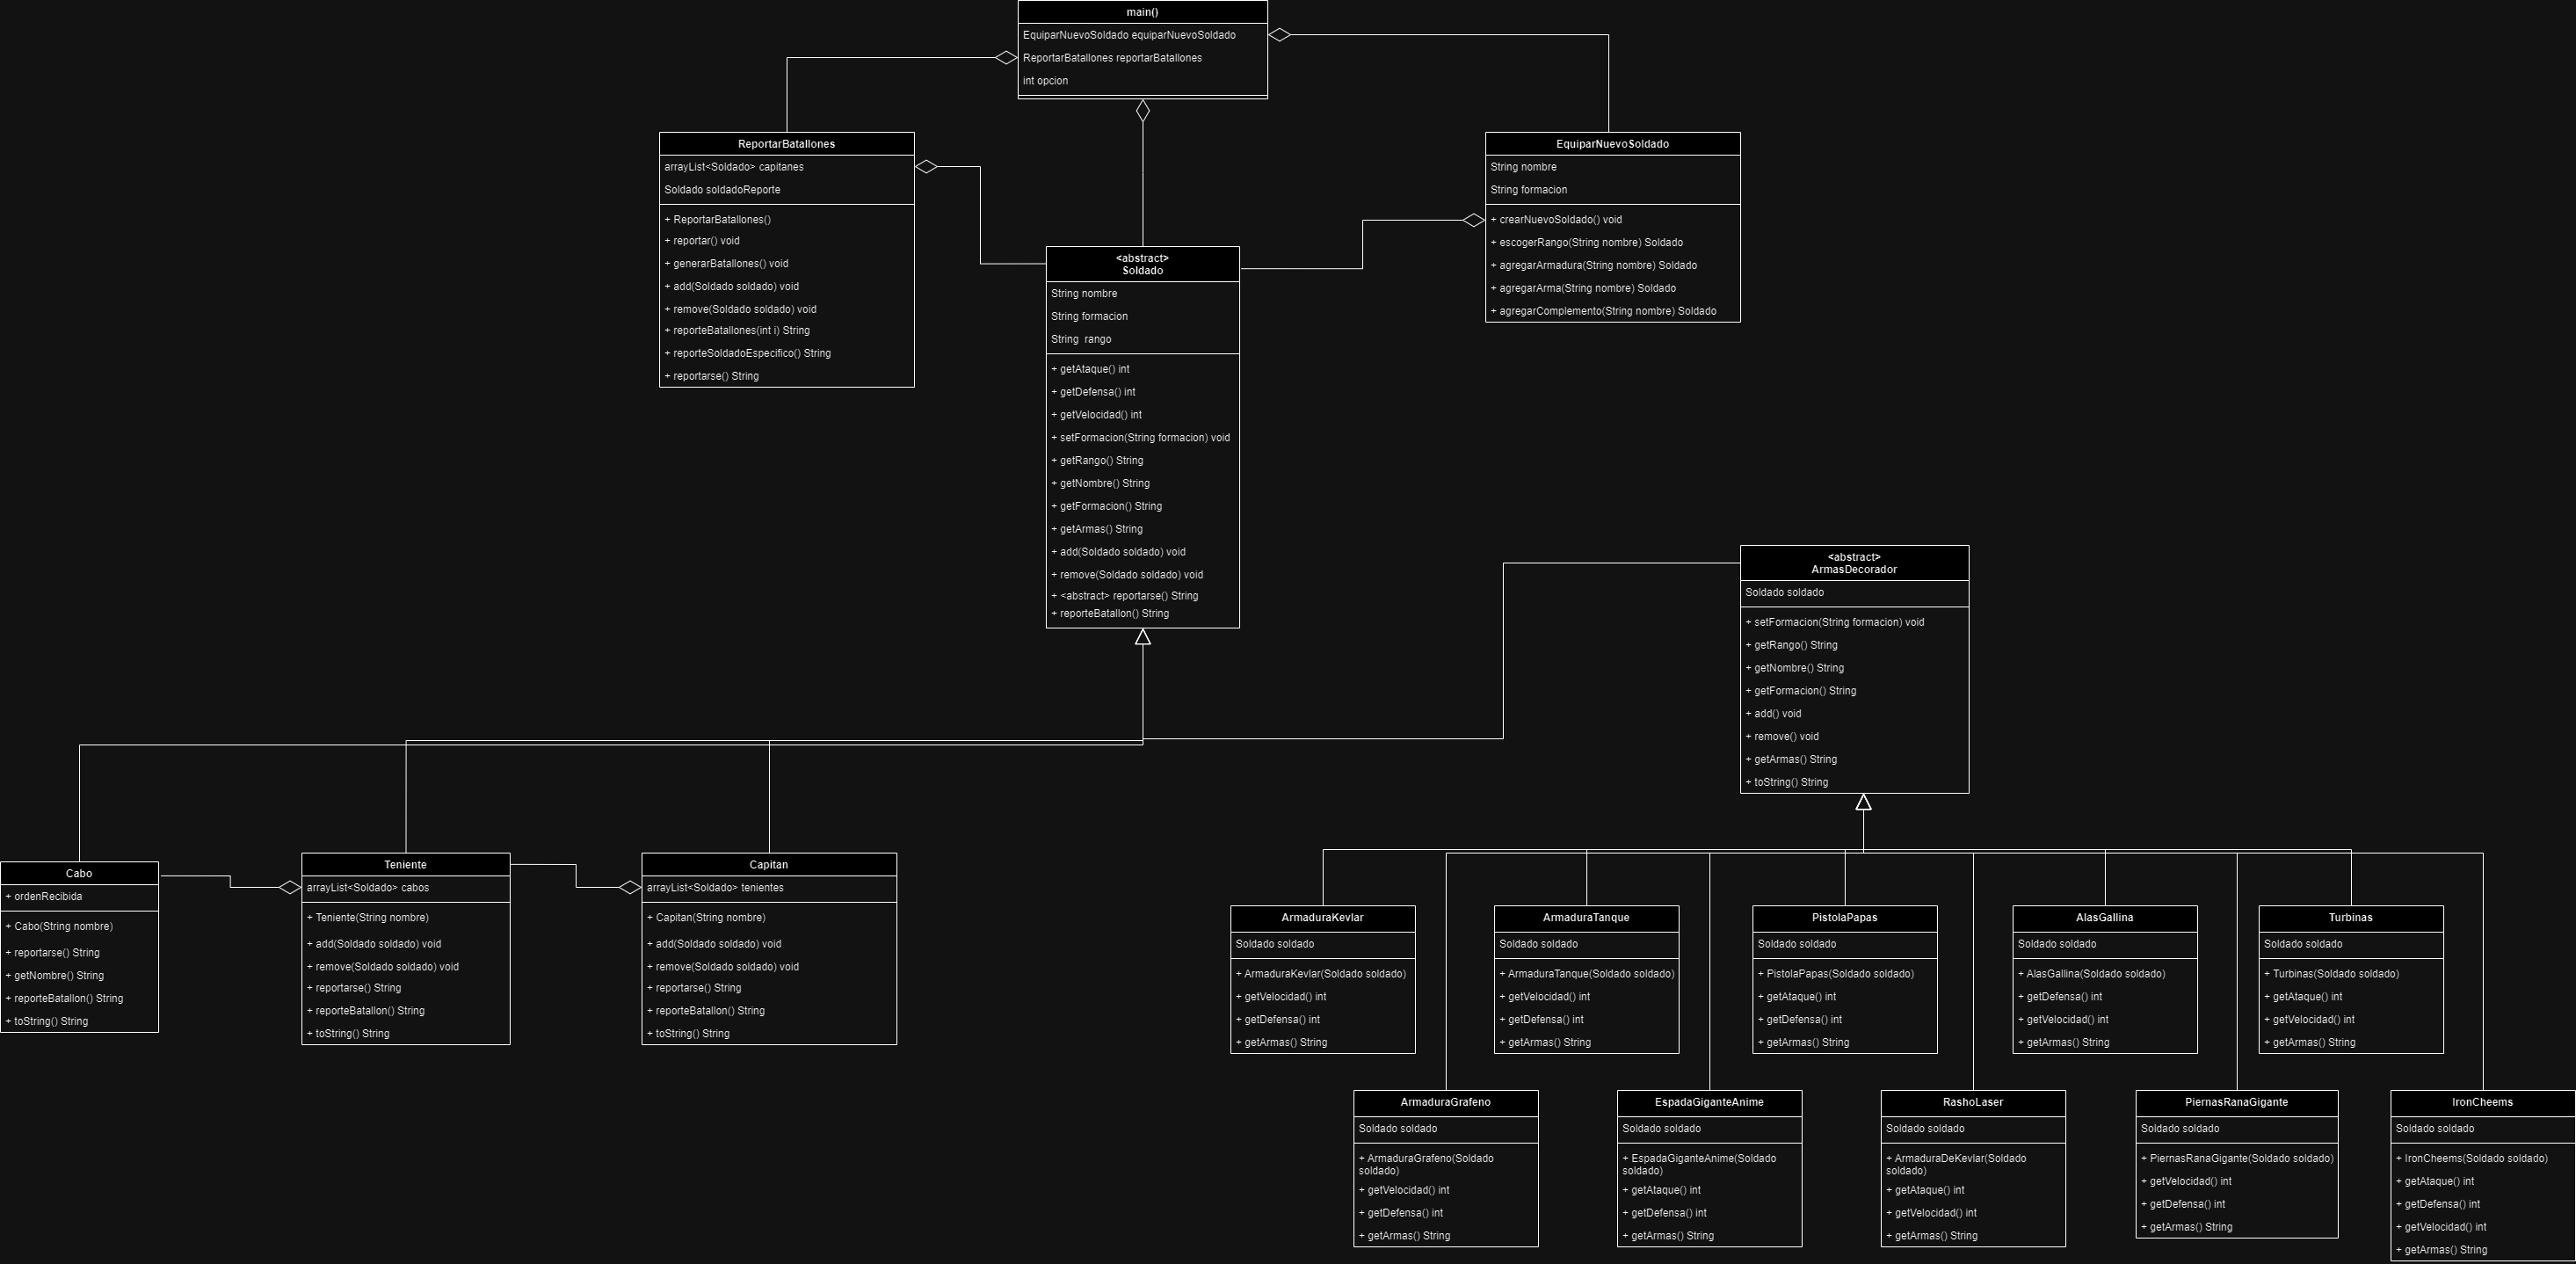 main()
EquiparNuevoSoldado equiparNuevoSoldado
ReportarBatallones reportarBatallones
int opcion
ReportarBatallones
arrayList<Soldado> capitanes
Soldado soldadoReporte
+ ReportarBatallones()
+ reportar() void
+ generarBatallones() void
+ add(Soldado soldado) void
+ remove(Soldado soldado) void
+ reporteBatallones(int i) String
+ reporteSoldadoEspecifico() String
+ reportarse() String
EquiparNuevoSoldado
String nombre
String formacion
+ crearNuevoSoldado() void
+ escogerRango(String nombre) Soldado
+ agregarArmadura(String nombre) Soldado
+ agregarArma(String nombre) Soldado
+ agregarComplemento(String nombre) Soldado
<abstract>
Soldado
String nombre
String formacion
String  rango
+ getAtaque() int
+ getDefensa() int
+ getVelocidad() int
+ setFormacion(String formacion) void
+ getRango() String
+ getNombre() String
+ getFormacion() String
+ getArmas() String
+ add(Soldado soldado) void
+ remove(Soldado soldado) void
+ <abstract> reportarse() String
+ reporteBatallon() String
<abstract>
ArmasDecorador
Soldado soldado
+ setFormacion(String formacion) void
+ getRango() String
+ getNombre() String
+ getFormacion() String
+ add() void
+ remove() void
+ getArmas() String
+ toString() String
Cabo
+ ordenRecibida
+ Cabo(String nombre)
+ reportarse() String
+ getNombre() String
+ reporteBatallon() String
+ toString() String
Teniente
arrayList<Soldado> cabos
+ Teniente(String nombre)
+ add(Soldado soldado) void
+ remove(Soldado soldado) void
+ reportarse() String
+ reporteBatallon() String
+ toString() String
Capitan
arrayList<Soldado> tenientes
+ Capitan(String nombre)
+ add(Soldado soldado) void
+ remove(Soldado soldado) void
+ reportarse() String
+ reporteBatallon() String
+ toString() String
ArmaduraKevlar
Soldado soldado
+ ArmaduraKevlar(Soldado soldado)
+ getVelocidad() int
+ getDefensa() int
+ getArmas() String
ArmaduraTanque
Soldado soldado
+ ArmaduraTanque(Soldado soldado)
+ getVelocidad() int
+ getDefensa() int
+ getArmas() String
PistolaPapas
Soldado soldado
+ PistolaPapas(Soldado soldado)
+ getAtaque() int
+ getDefensa() int
+ getArmas() String
AlasGallina
Soldado soldado
+ AlasGallina(Soldado soldado)
+ getDefensa() int
+ getVelocidad() int
+ getArmas() String
Turbinas
Soldado soldado
+ Turbinas(Soldado soldado)
+ getAtaque() int
+ getVelocidad() int
+ getArmas() String
ArmaduraGrafeno
Soldado soldado
+ ArmaduraGrafeno(Soldado
soldado)
+ getVelocidad() int
+ getDefensa() int
+ getArmas() String
EspadaGiganteAnime
Soldado soldado
+ EspadaGiganteAnime(Soldado
soldado)
+ getAtaque() int
+ getDefensa() int
+ getArmas() String
RashoLaser
Soldado soldado
+ ArmaduraDeKevlar(Soldado
soldado)
+ getAtaque() int
+ getVelocidad() int
+ getArmas() String
PiernasRanaGigante
Soldado soldado
+ PiernasRanaGigante(Soldado soldado)
+ getVelocidad() int
+ getDefensa() int
+ getArmas() String
IronCheems
Soldado soldado
+ IronCheems(Soldado soldado)
+ getAtaque() int
+ getDefensa() int
+ getVelocidad() int
+ getArmas() String